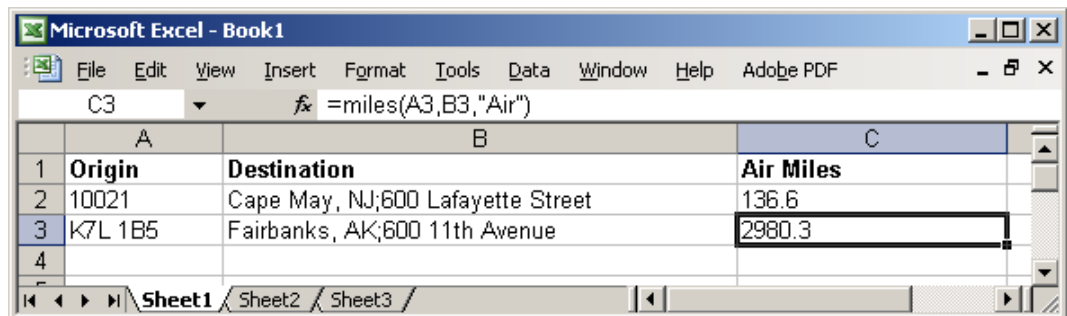 Microsoft Excel - Book1
File Edit View Insert Format Tools Data Window Help Adobe PDF
C3 fx =miles(A3,B3,"Air")
A B C
1 Origin Destination Air Miles
2 10021 Cape May, NJ;600 Lafayette Street 136.6
3 K7L 1B5 Fairbanks, AK;600 11th Avenue 2980.3
4
Sheet1 Sheet2 Sheet3